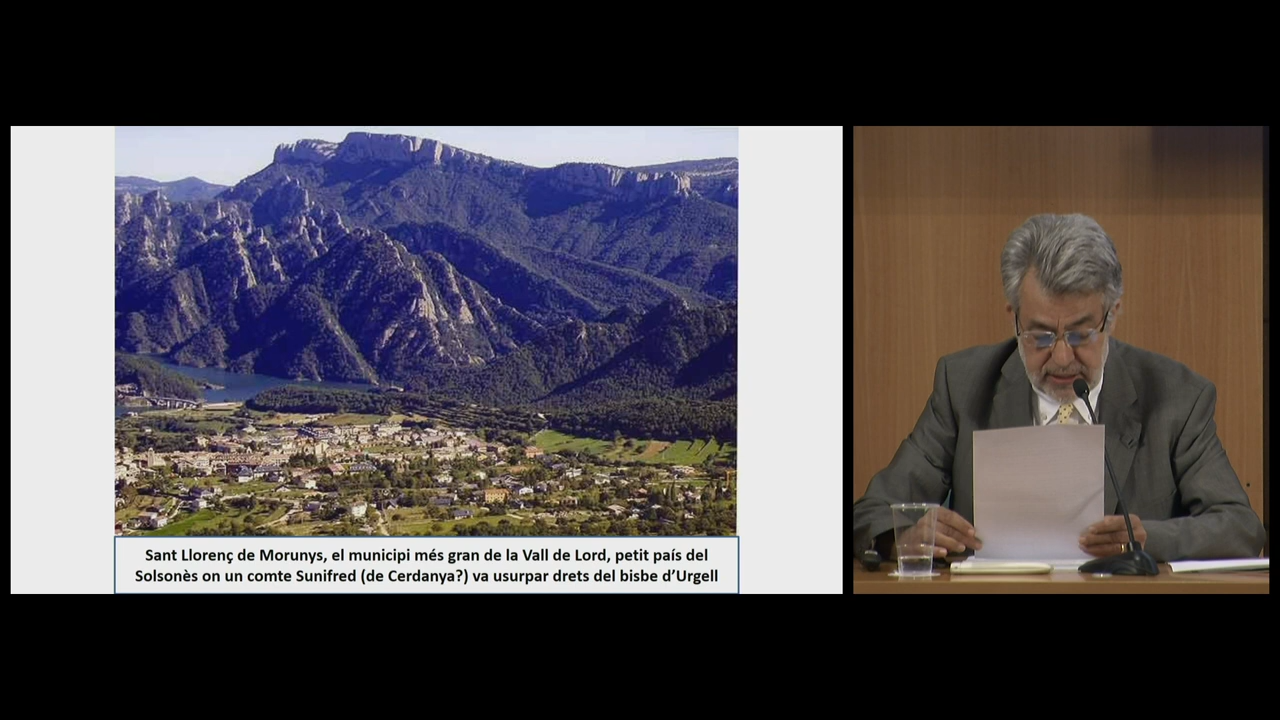 Sant Llorenç de Morunys, el municipi més gran de la Vall de Lord, petit país del
Solsonès on un comte Sunifred (de Cerdanya?) va usurpar drets del bisbe d’Urgell